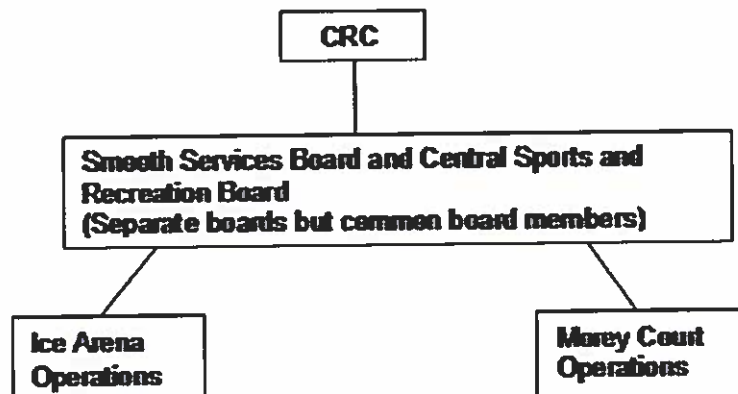 CRC
Smooth Services Board and Central Sports and
Recreation Board
(Separate boards but common board members)
Ice Arena
Operations
Morey Court
Operations